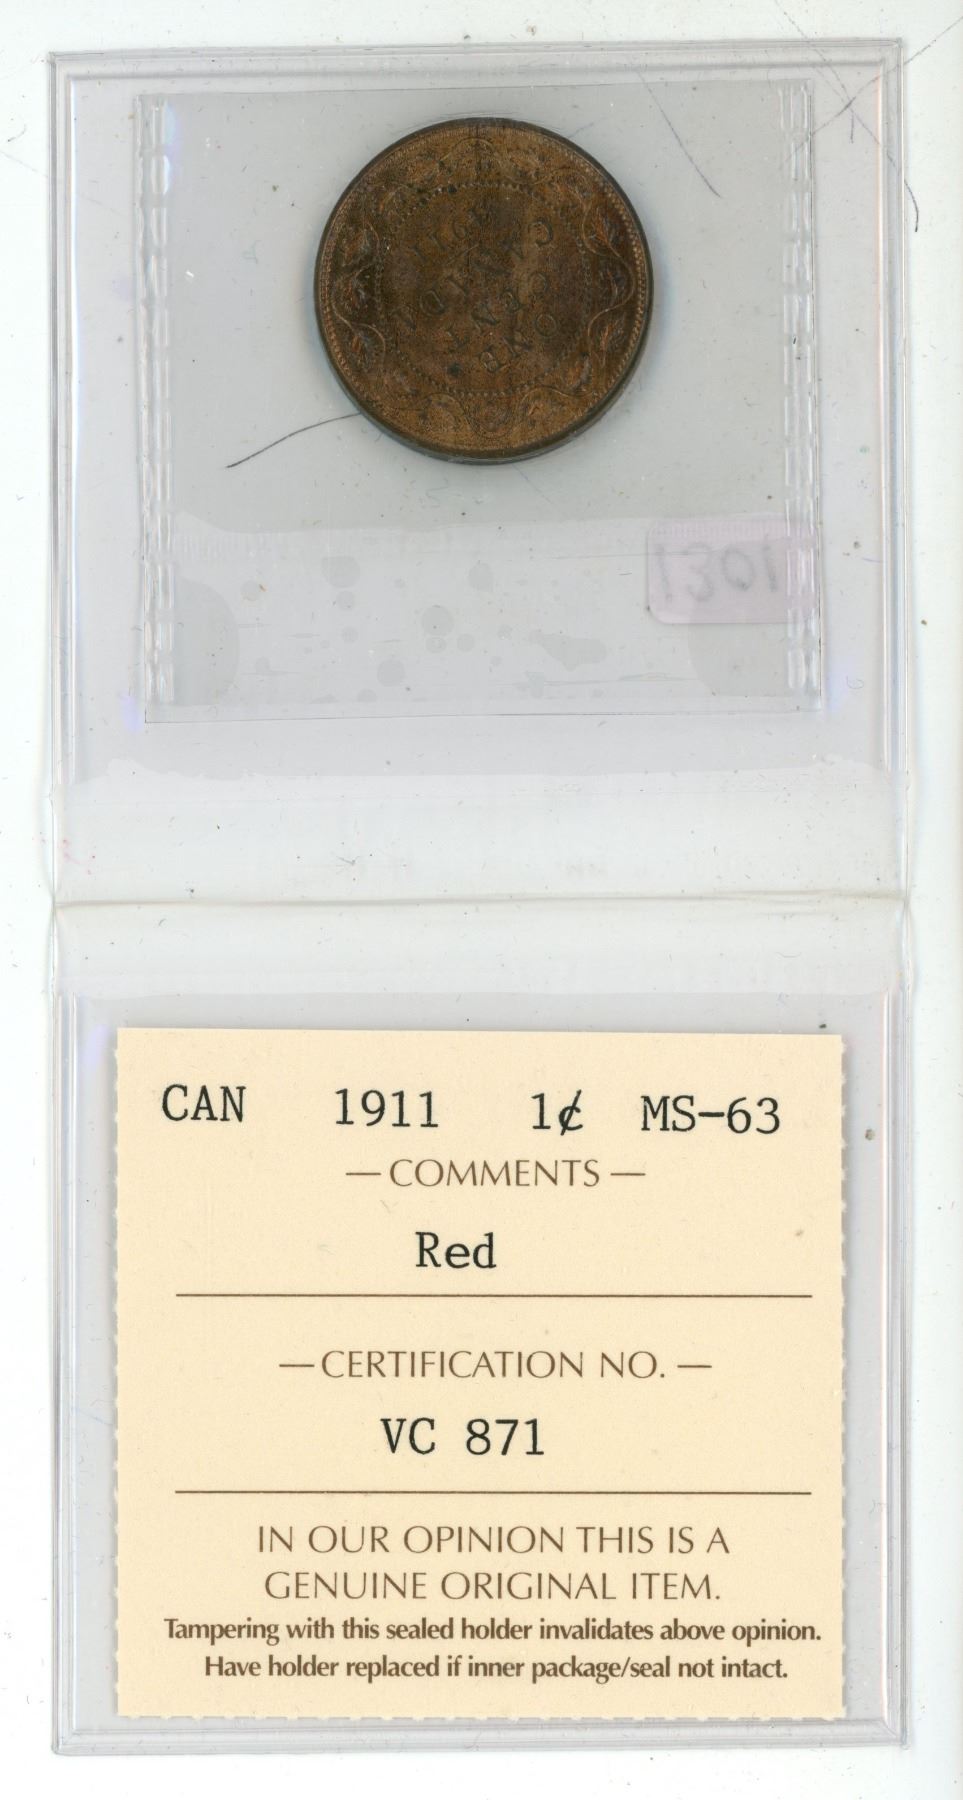 ONE
CENT
CANADA
1911
1301
CAN 1911 1¢ MS-63
— COMMENTS —
Red
— CERTIFICATION NO. —
VC 871
IN OUR OPINION THIS IS A
GENUINE ORIGINAL ITEM.
Tampering with this sealed holder invalidates above opinion.
Have holder replaced if inner package/seal not intact.